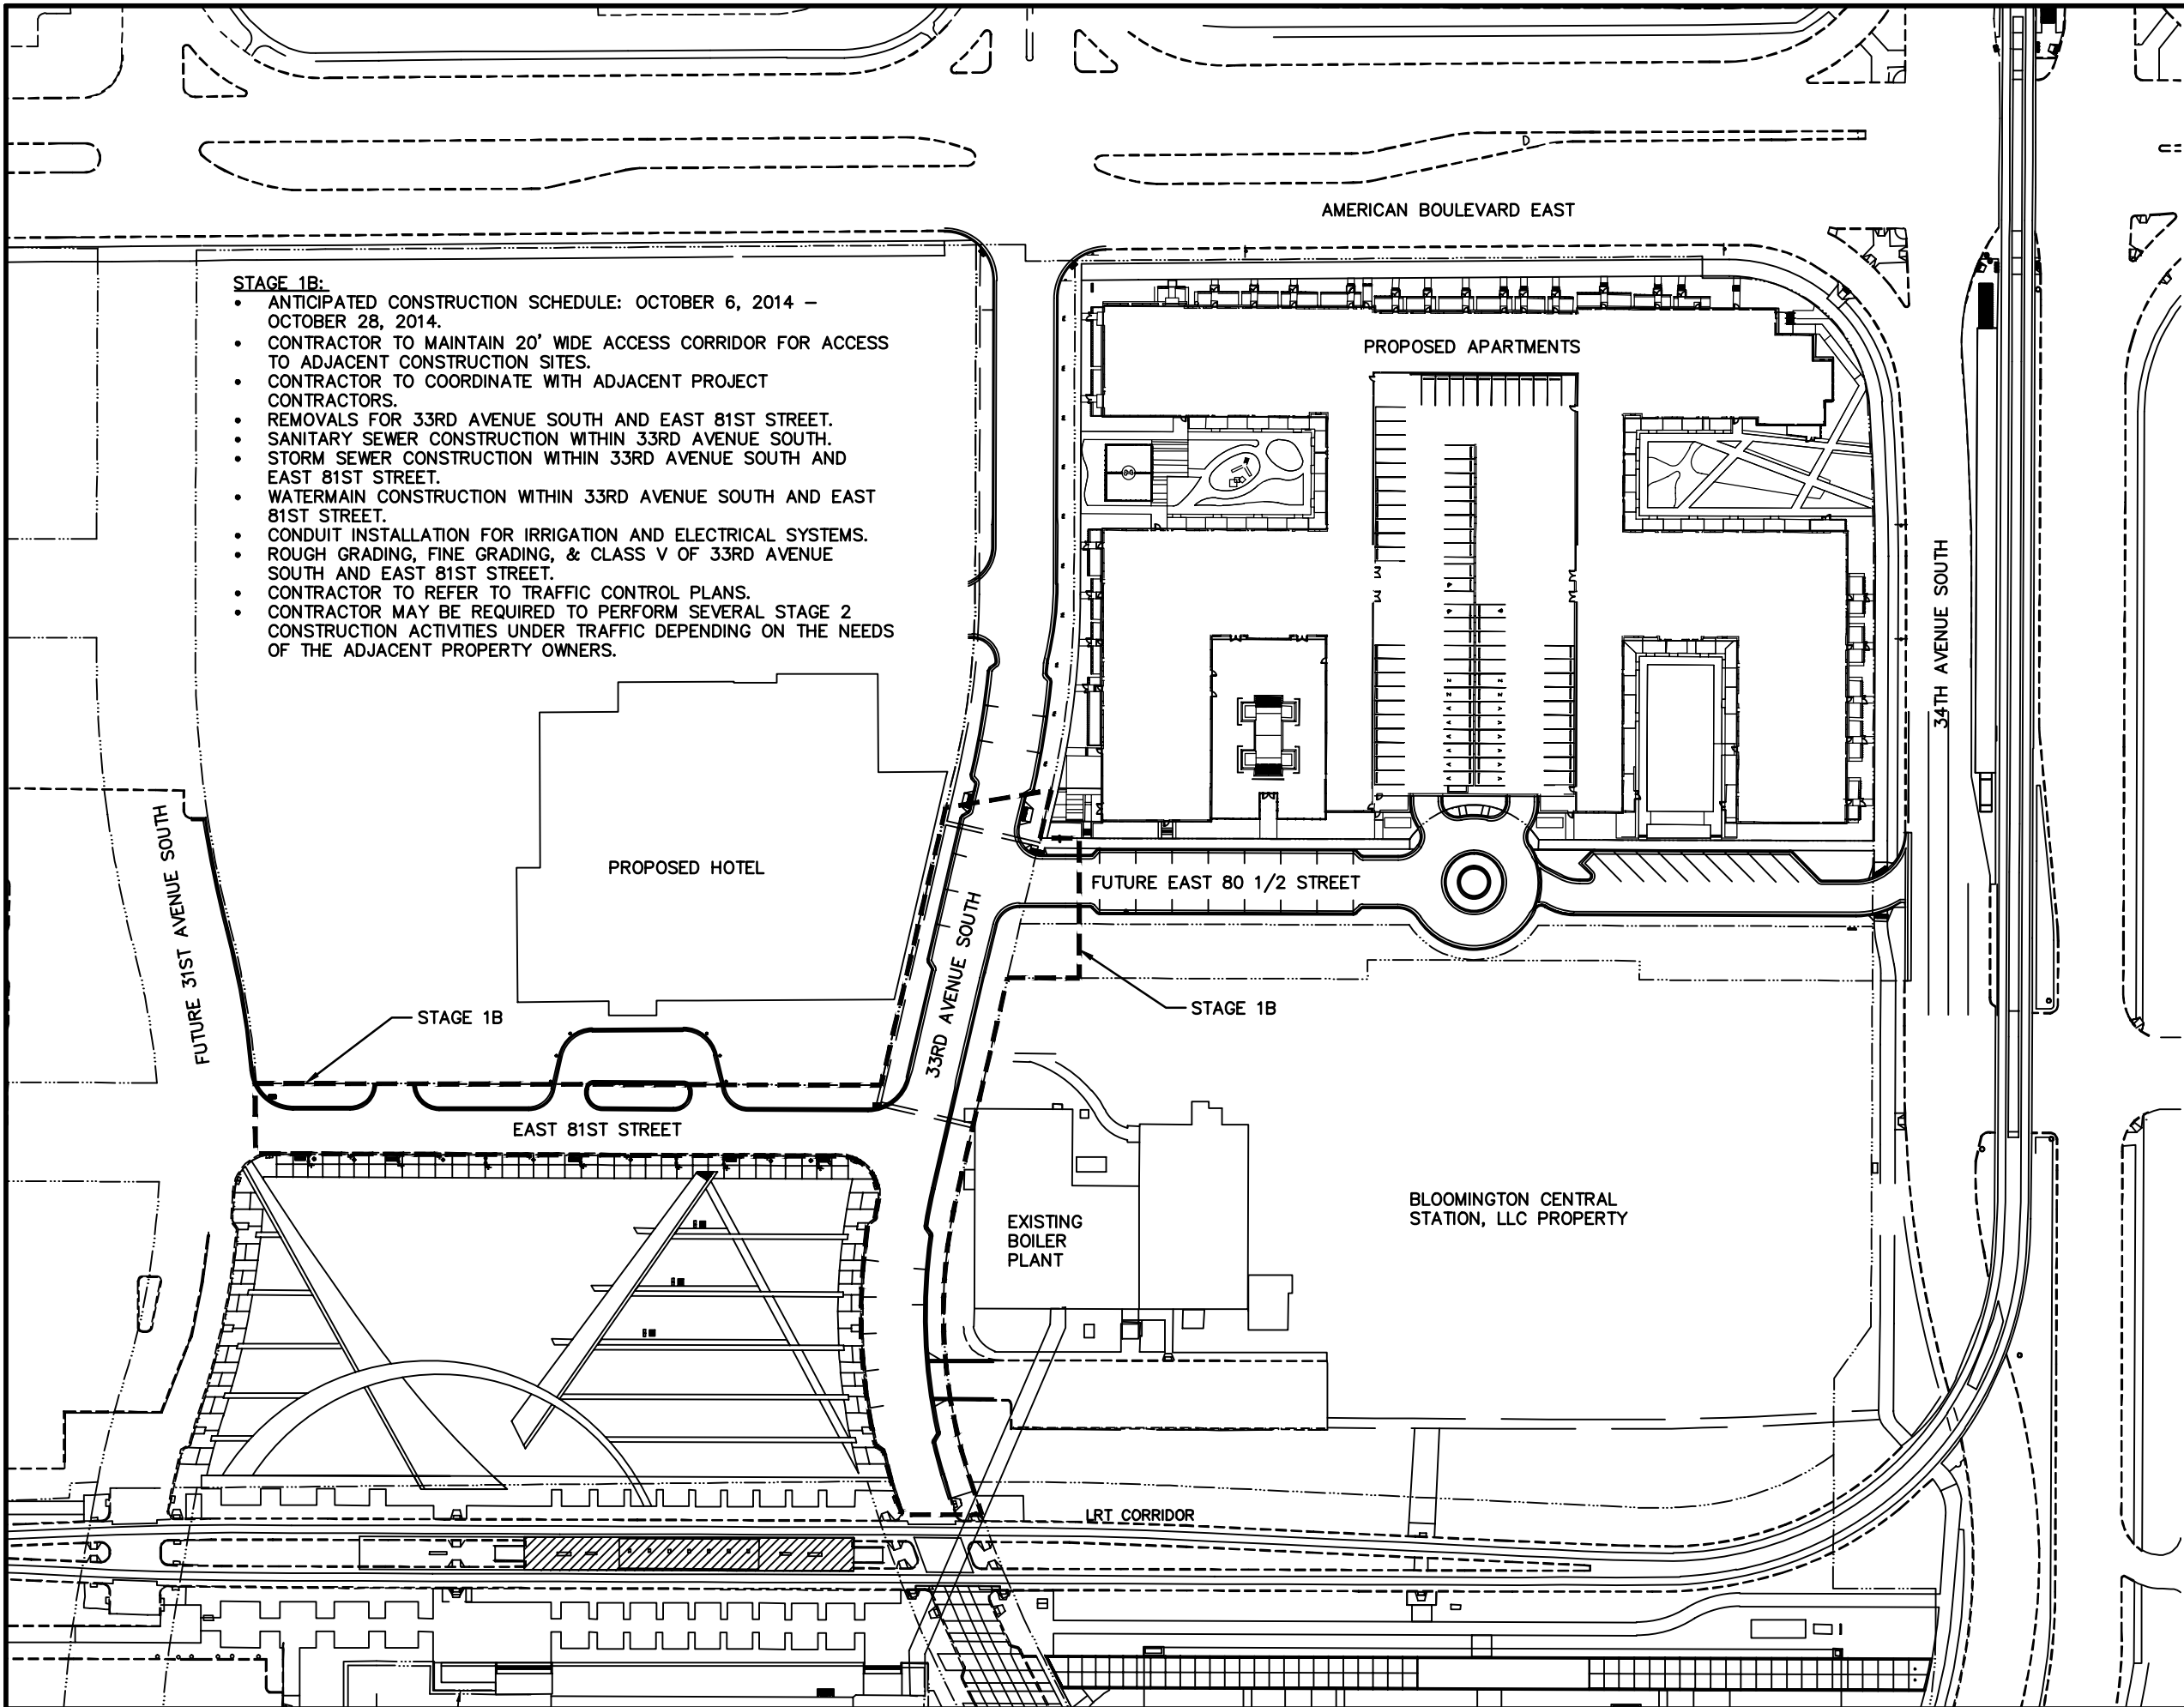 AMERICAN BOULEVARD EAST
STAGE 1B:
• ANTICIPATED CONSTRUCTION SCHEDULE: OCTOBER 6, 2014 –
OCTOBER 28, 2014.
• CONTRACTOR TO MAINTAIN 20' WIDE ACCESS CORRIDOR FOR ACCESS
TO ADJACENT CONSTRUCTION SITES.
• CONTRACTOR TO COORDINATE WITH ADJACENT PROJECT
CONTRACTORS.
• REMOVALS FOR 33RD AVENUE SOUTH AND EAST 81ST STREET.
• SANITARY SEWER CONSTRUCTION WITHIN 33RD AVENUE SOUTH.
• STORM SEWER CONSTRUCTION WITHIN 33RD AVENUE SOUTH AND
EAST 81ST STREET.
• WATERMAIN CONSTRUCTION WITHIN 33RD AVENUE SOUTH AND EAST
81ST STREET.
• CONDUIT INSTALLATION FOR IRRIGATION AND ELECTRICAL SYSTEMS.
• ROUGH GRADING, FINE GRADING, & CLASS V OF 33RD AVENUE
SOUTH AND EAST 81ST STREET.
• CONTRACTOR TO REFER TO TRAFFIC CONTROL PLANS.
• CONTRACTOR MAY BE REQUIRED TO PERFORM SEVERAL STAGE 2
CONSTRUCTION ACTIVITIES UNDER TRAFFIC DEPENDING ON THE NEEDS
OF THE ADJACENT PROPERTY OWNERS.
PROPOSED APARTMENTS
34TH AVENUE SOUTH
PROPOSED HOTEL
FUTURE 31ST AVENUE SOUTH
FUTURE EAST 80 1/2 STREET
33RD AVENUE SOUTH
STAGE 1B
STAGE 1B
EAST 81ST STREET
EXISTING
BOILER
PLANT
BLOOMINGTON CENTRAL
STATION, LLC PROPERTY
LRT CORRIDOR